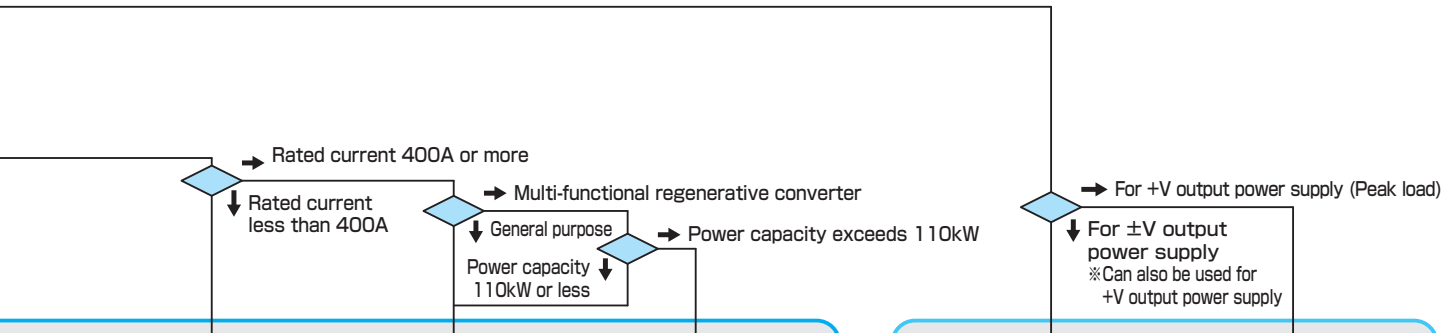 Rated current 400A or more
Rated current
less than 400A
Multi-functional regenerative converter
General purpose
Power capacity exceeds 110kW
Power capacity
110kW or less
For +V output power supply (Peak load)
For ±V output
power supply
※Can also be used for
+V output power supply